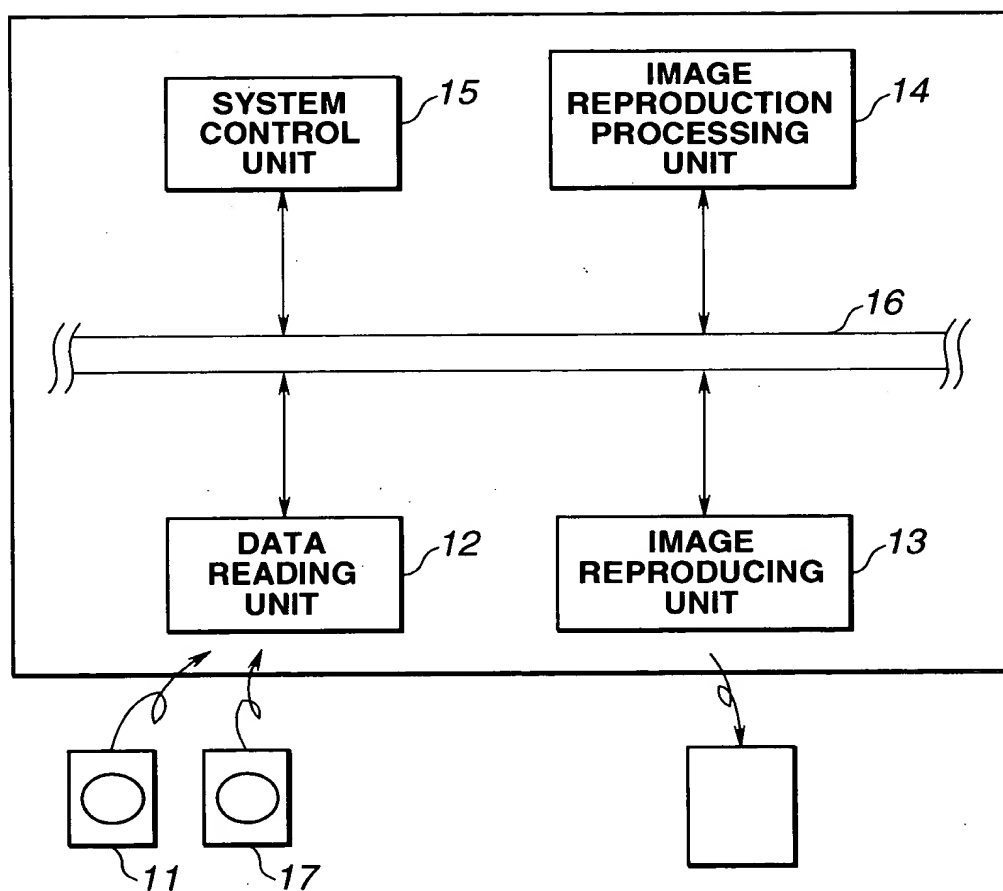 SYSTEM
CONTROL
UNIT
15
IMAGE
REPRODUCTION
PROCESSING
UNIT
14
16
DATA
READING
UNIT
12
IMAGE
REPRODUCING
UNIT
13
11
17